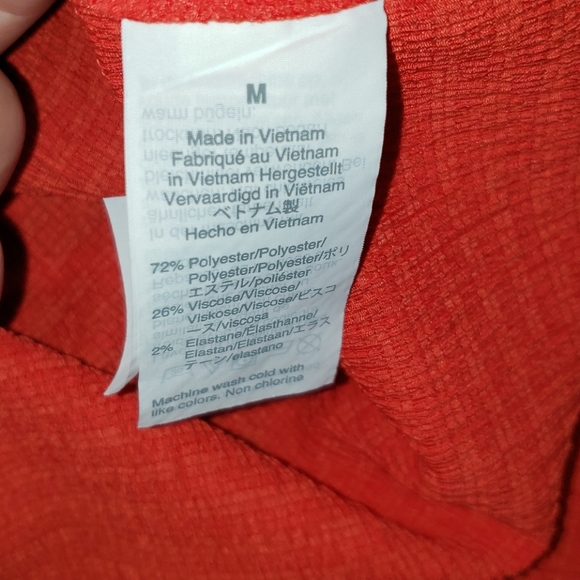 M
Made in Vietnam
Fabriqué au Vietnam
in Vietnam Hergestellt
Vervaardigd in Viëtnam
ベトナム製
Hecho en Vietnam
72% Polyester/Polyester/
Polyester/Polyester/ポリ
エステル/poliéster
26% Viscose/Viscose/
Viskose/Viscose/ビスコ
ース/viscosa
2% Elastane/Élasthanne/
Elastan/Elastaan/エラス
テーン/elastano
Machine wash cold with
like colors. Non chlorine